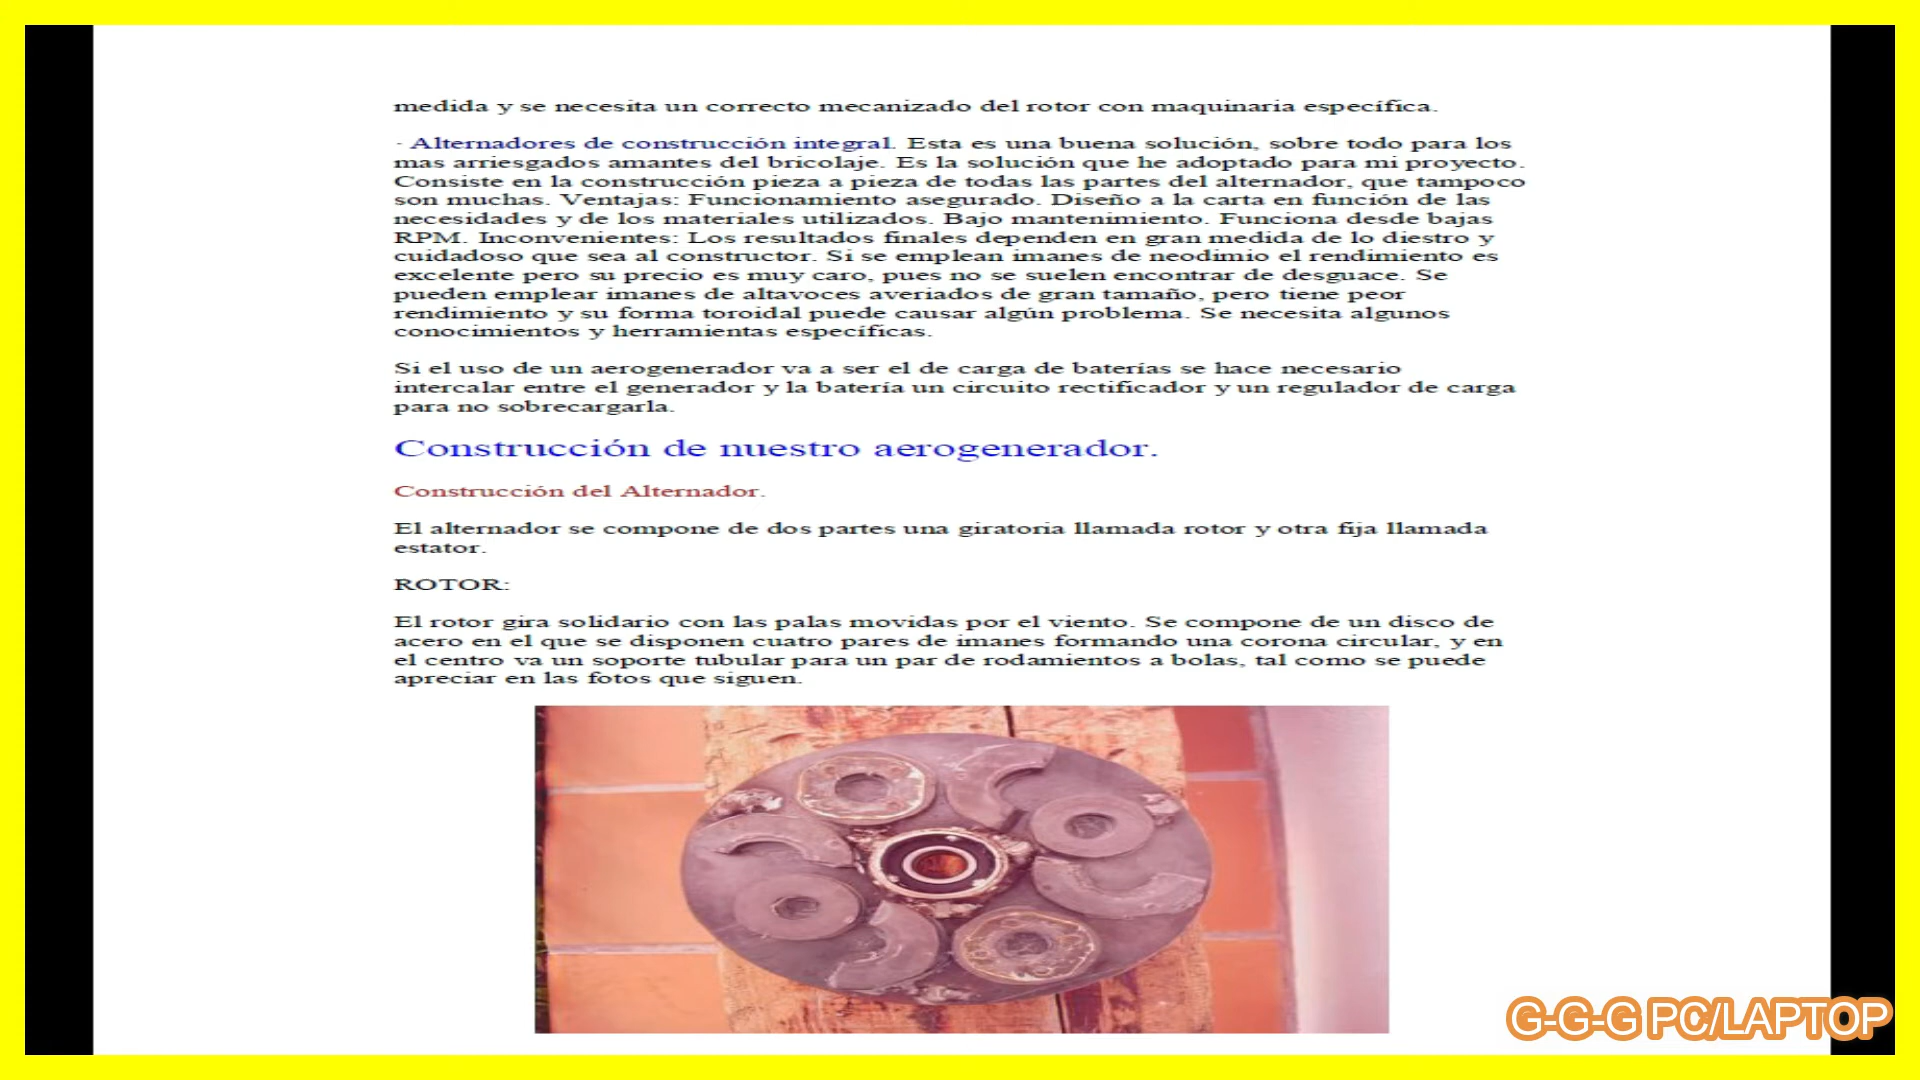 medida y se necesita un correcto mecanizado del rotor con maquinaria específica.
- Alternadores de construcción integral. Esta es una buena solución, sobre todo para los
mas arriesgados amantes del bricolaje. Es la solución que he adoptado para mi proyecto.
Consiste en la construcción pieza a pieza de todas las partes del alternador, que tampoco
son muchas. Ventajas: Funcionamiento asegurado. Diseño a la carta en función de las
necesidades y de los materiales utilizados. Bajo mantenimiento. Funciona desde bajas
RPM. Inconvenientes: Los resultados finales dependen en gran medida de lo diestro y
cuidadoso que sea al constructor. Si se emplean imanes de neodimio el rendimiento es
excelente pero su precio es muy caro, pues no se suelen encontrar de desguace. Se
pueden emplear imanes de altavoces averiados de gran tamaño, pero tiene peor
rendimiento y su forma toroidal puede causar algún problema. Se necesita algunos
conocimientos y herramientas específicas.
Si el uso de un aerogenerador va a ser el de carga de baterías se hace necesario
intercalar entre el generador y la batería un circuito rectificador y un regulador de carga
para no sobrecargarla.
Construcción de nuestro aerogenerador.
Construcción del Alternador.
El alternador se compone de dos partes una giratoria llamada rotor y otra fija llamada
estator.
ROTOR:
El rotor gira solidario con las palas movidas por el viento. Se compone de un disco de
acero en el que se disponen cuatro pares de imanes formando una corona circular, y en
el centro va un soporte tubular para un par de rodamientos a bolas, tal como se puede
apreciar en las fotos que siguen.
G-G-G PC/LAPTOP